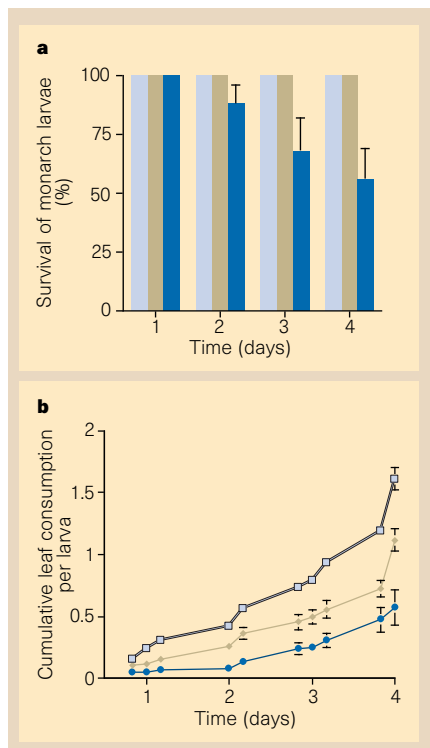 a
Survival of monarch larvae
(%)
100
75
50
25
0
1 2 3 4
Time (days)
b
Cumulative leaf consumption
per larva
2
1.5
1
0.5
0
1 2 3 4
Time (days)